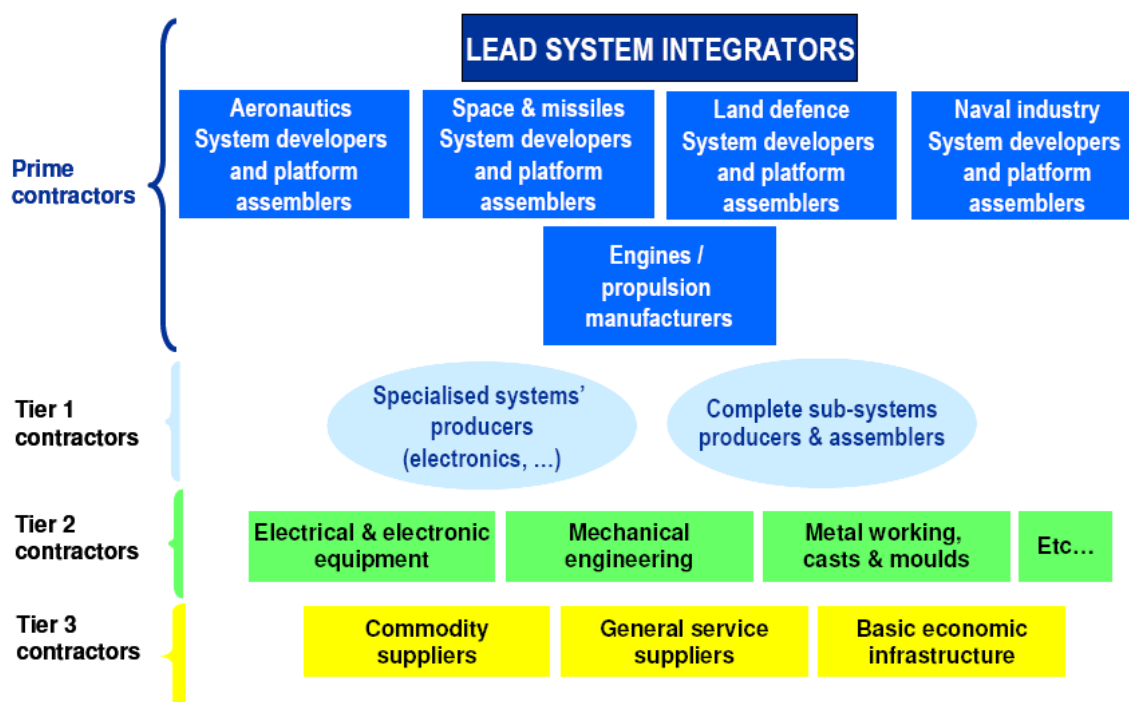 LEAD SYSTEM INTEGRATORS
Prime
contractors
Aeronautics
System developers
and platform
assemblers
Space & missiles
System developers
and platform
assemblers
Land defence
System developers
and platform
assemblers
Naval industry
System developers
and platform
assemblers
Engines /
propulsion
manufacturers
Tier 1
contractors
Specialised systems’
producers
(electronics, …)
Complete sub-systems
producers & assemblers
Tier 2
contractors
Electrical & electronic
equipment
Mechanical
engineering
Metal working,
casts & moulds
Etc…
Tier 3
contractors
Commodity
suppliers
General service
suppliers
Basic economic
infrastructure